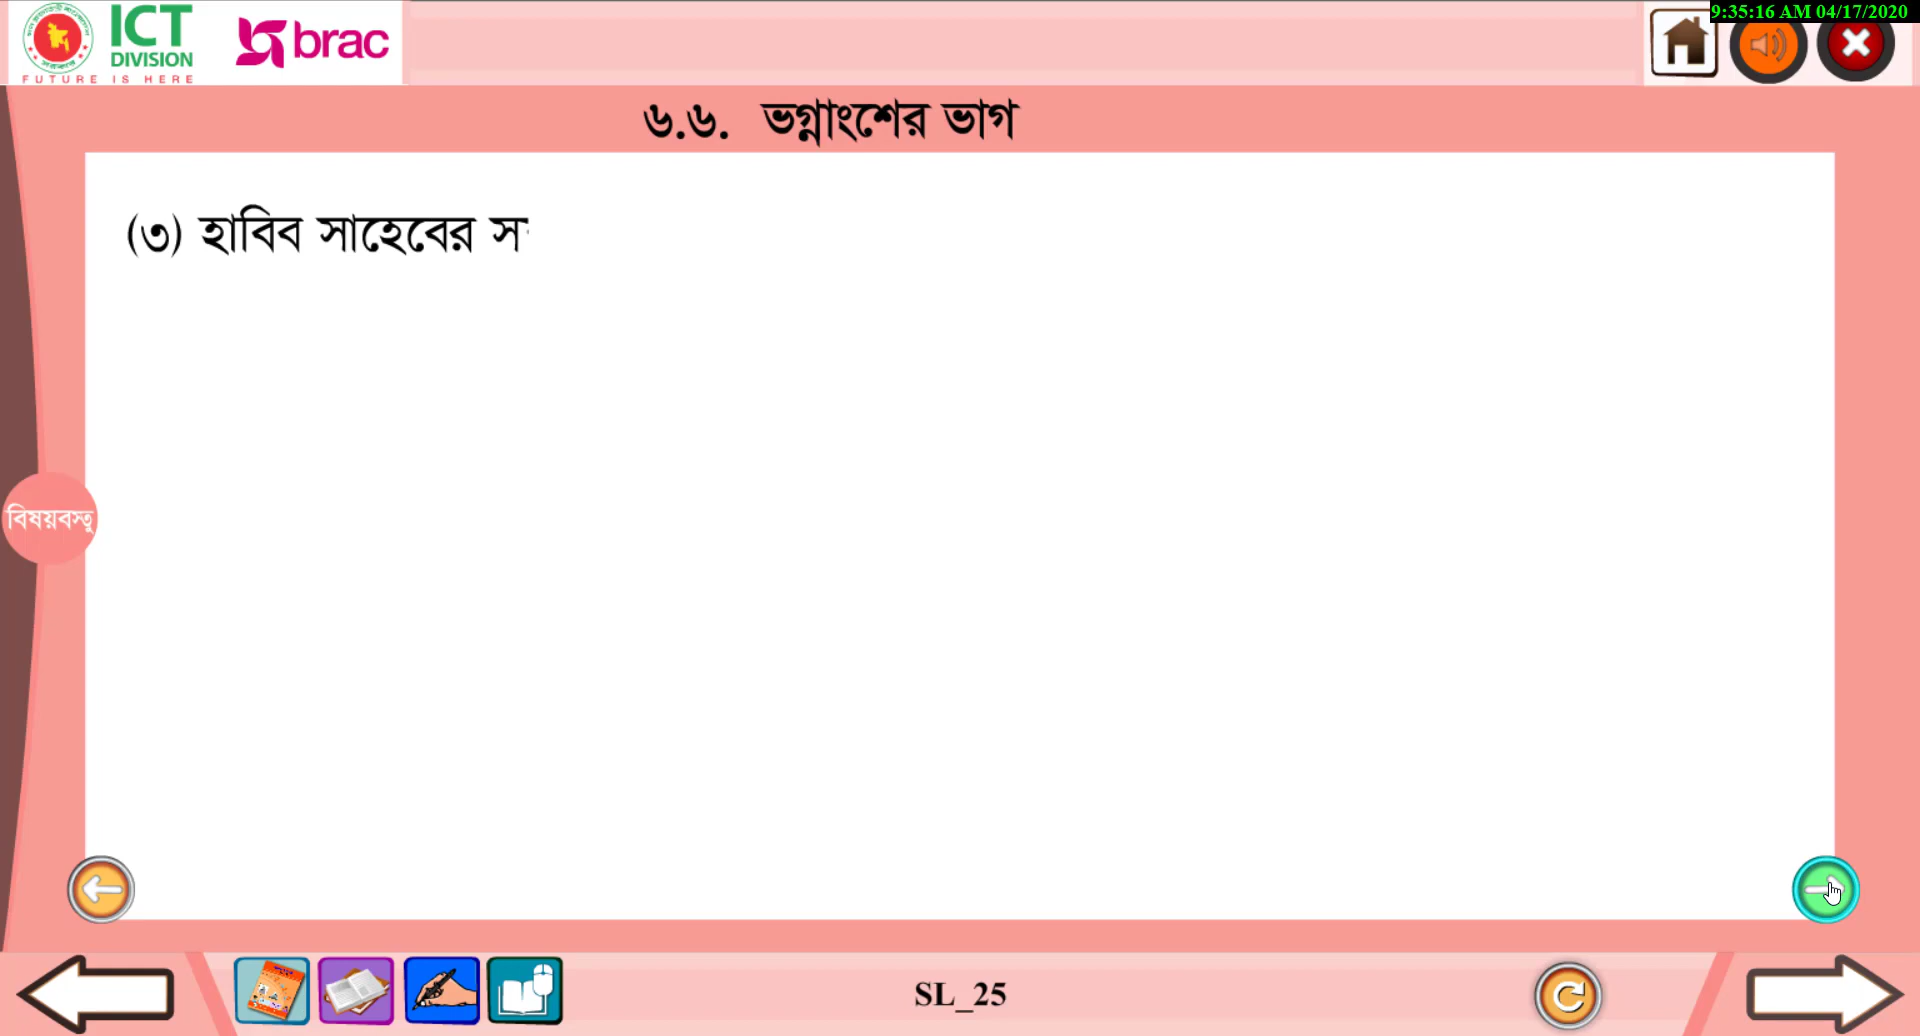 ICT
DIVISION
FUTURE IS HERE
brac
9:35:16 AM 04/17/2020
৬.৬. ভগ্নাংশের ভাগ
(৩) হাবিব সাহেবের
বিষয়বস্তু
SL_25